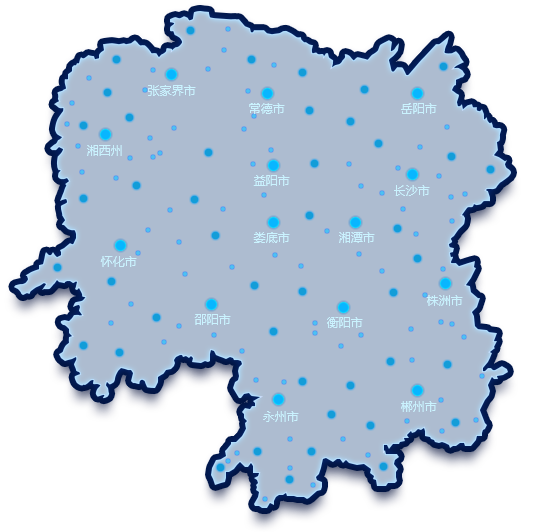 张家界市
常德市
岳阳市
湘西州
益阳市
长沙市
娄底市
湘潭市
怀化市
株洲市
邵阳市
衡阳市
永州市
郴州市